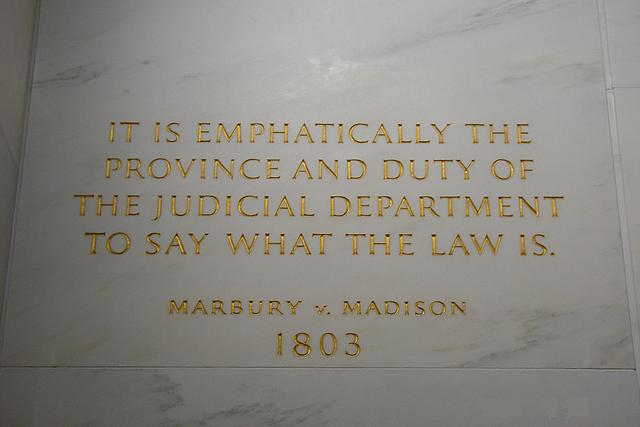 IT IS EMPHATICALLY THE
PROVINCE AND DUTY OF
THE JUDICIAL DEPARTMENT
TO SAY WHAT THE LAW IS.
MARBURY v. MADISON
1803